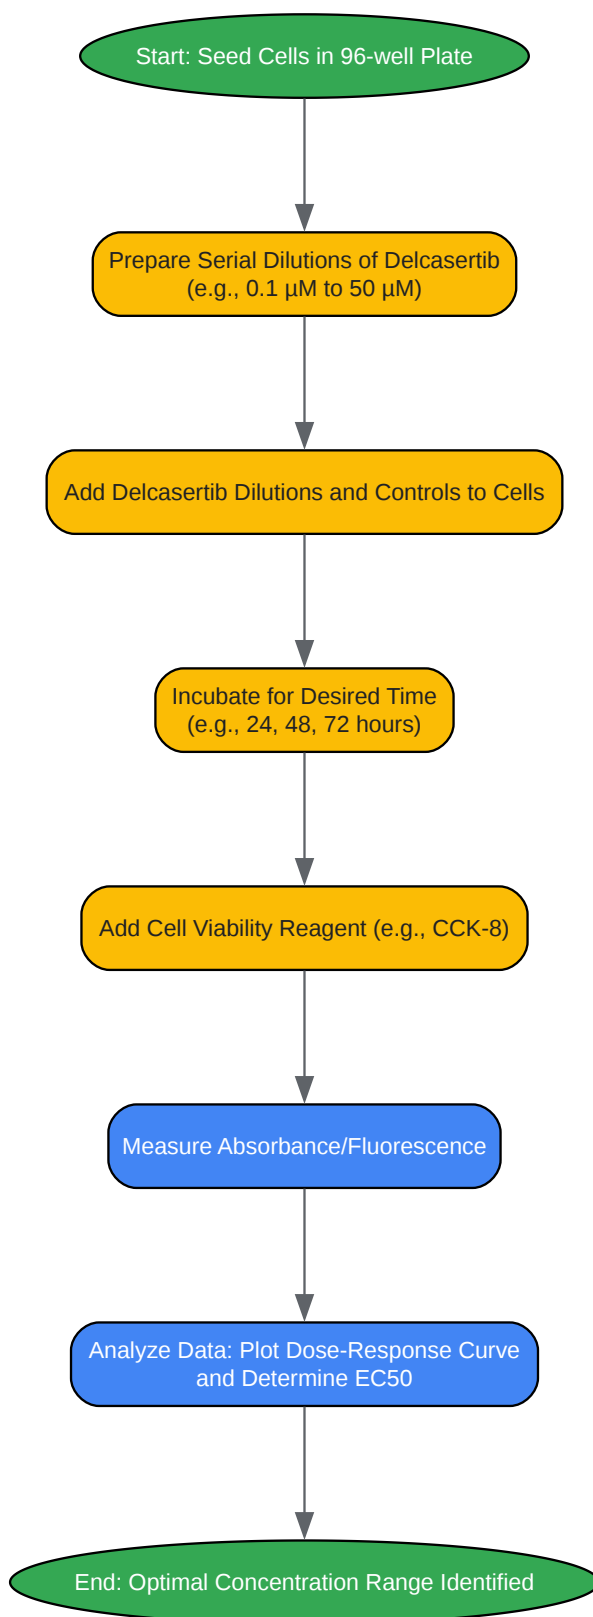 Start: Seed Cells in 96-well Plate
Prepare Serial Dilutions of Delcasertib
(e.g., 0.1 µM to 50 µM)
Add Delcasertib Dilutions and Controls to Cells
Incubate for Desired Time
(e.g., 24, 48, 72 hours)
Add Cell Viability Reagent (e.g., CCK-8)
Measure Absorbance/Fluorescence
Analyze Data: Plot Dose-Response Curve
and Determine EC50
End: Optimal Concentration Range Identified